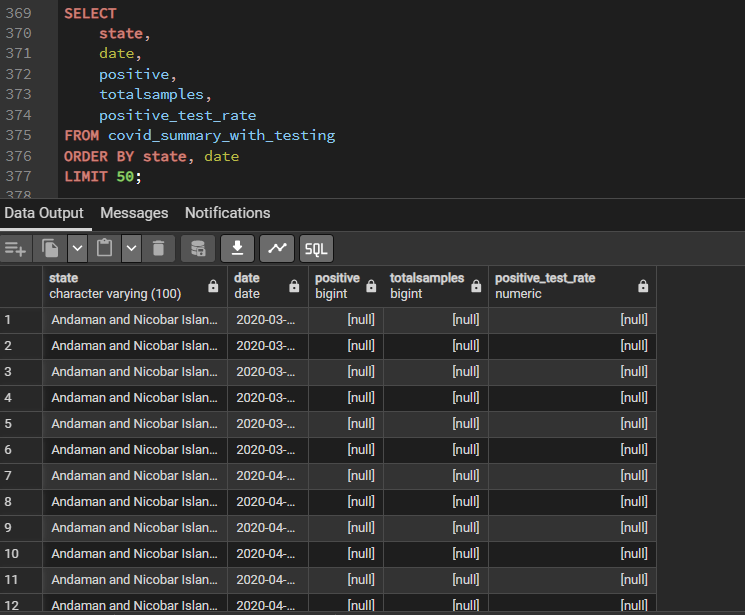 369 SELECT
370 state,
371 date,
372 positive,
373 totalsamples,
374 positive_test_rate
375 FROM covid_summary_with_testing
376 ORDER BY state, date
377 LIMIT 50;
378
Data Output Messages Notifications
SQL
state date positive totalsamples positive_test_rate
character varying (100) date bigint bigint numeric
1 Andaman and Nicobar Islan... 2020-03-... [null] [null] [null]
2 Andaman and Nicobar Islan... 2020-03-... [null] [null] [null]
3 Andaman and Nicobar Islan... 2020-03-... [null] [null] [null]
4 Andaman and Nicobar Islan... 2020-03-... [null] [null] [null]
5 Andaman and Nicobar Islan... 2020-03-... [null] [null] [null]
6 Andaman and Nicobar Islan... 2020-03-... [null] [null] [null]
7 Andaman and Nicobar Islan... 2020-04-... [null] [null] [null]
8 Andaman and Nicobar Islan... 2020-04-... [null] [null] [null]
9 Andaman and Nicobar Islan... 2020-04-... [null] [null] [null]
10 Andaman and Nicobar Islan... 2020-04-... [null] [null] [null]
11 Andaman and Nicobar Islan... 2020-04-... [null] [null] [null]
12 Andaman and Nicobar Islan... 2020-04-... [null] [null] [null]